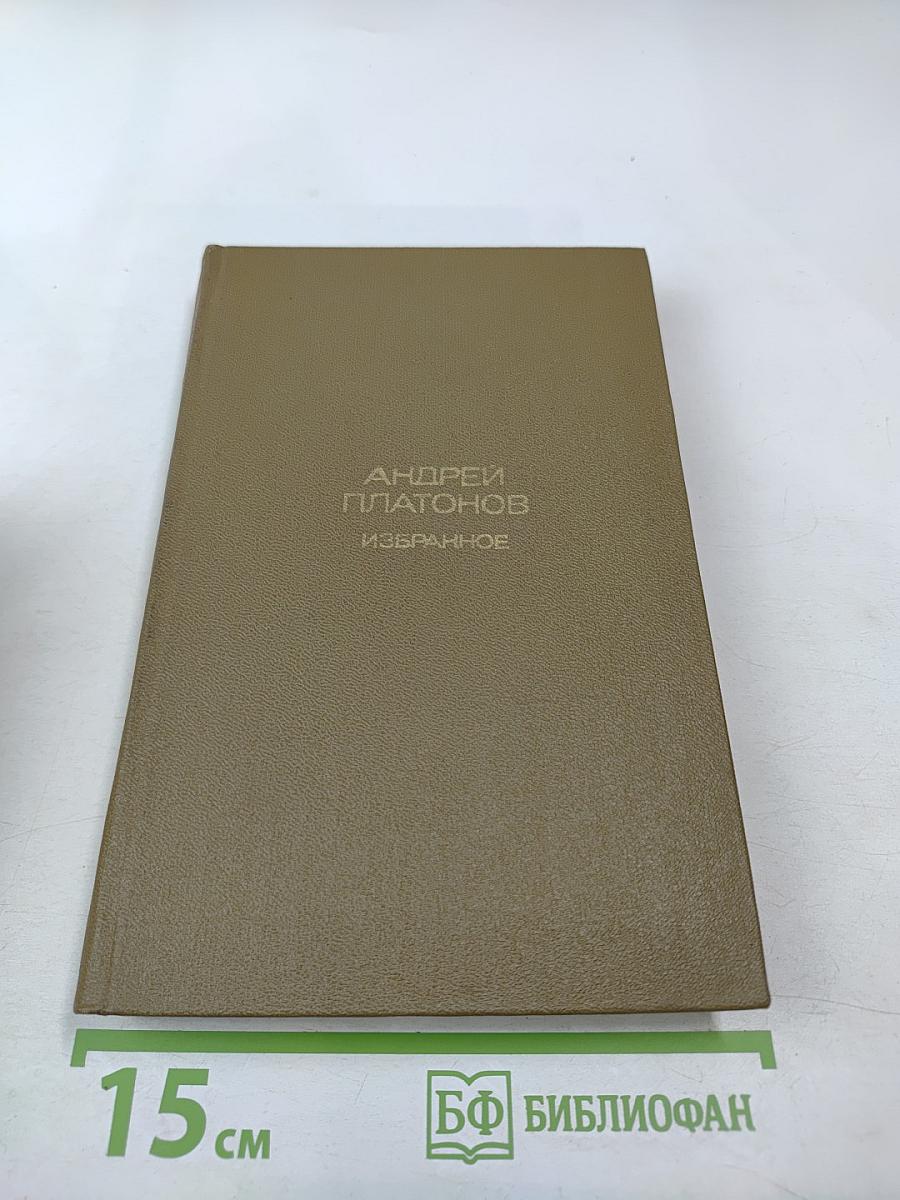 АНДРЕЙ
ПЛАТОНОВ
ИЗБРАННОЕ
15 см
БФ БИБЛИОФАН